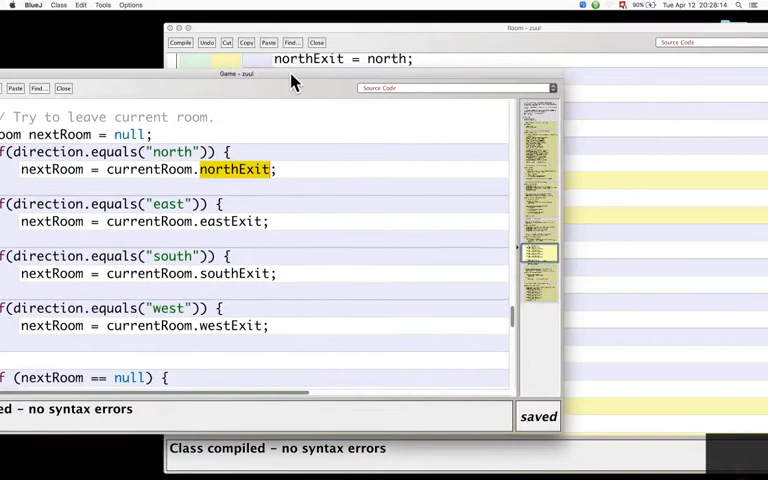 BlueJ Class Edit Tools Options 90% Tue Apr 12 20:28:14
Room - zuul
Compile Undo Cut Copy Paste Find... Close Source Code
northExit = north;
Game - zuul
Paste Find... Close Source Code
/ Try to leave current room.
oom nextRoom = null;
f(direction.equals("north")) {
nextRoom = currentRoom.northExit;
f(direction.equals("east")) {
nextRoom = currentRoom.eastExit;
f(direction.equals("south")) {
nextRoom = currentRoom.southExit;
f(direction.equals("west")) {
nextRoom = currentRoom.westExit;
f (nextRoom == null) {
ed - no syntax errors
saved
Class compiled - no syntax errors